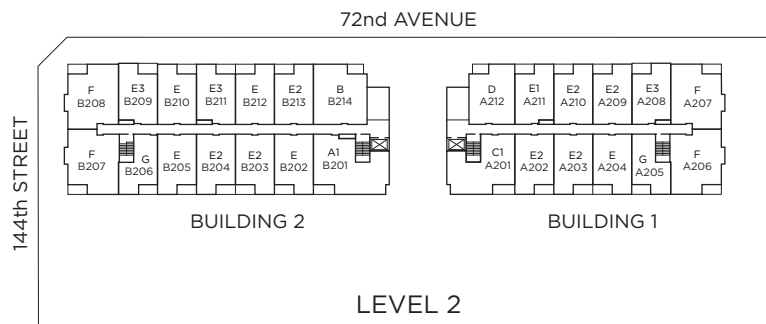 72nd AVENUE
144th STREET
F
B208
E3
B209
E
B210
E3
B211
E
B212
E2
B213
B
B214
F
B207
G
B206
E
B205
E2
B204
E2
B203
E
B202
A1
B201
BUILDING 2
D
A212
E1
A211
E2
A210
E2
A209
E3
A208
F
A207
C1
A201
E2
A202
E2
A203
E
A204
G
A205
F
A206
BUILDING 1
LEVEL 2